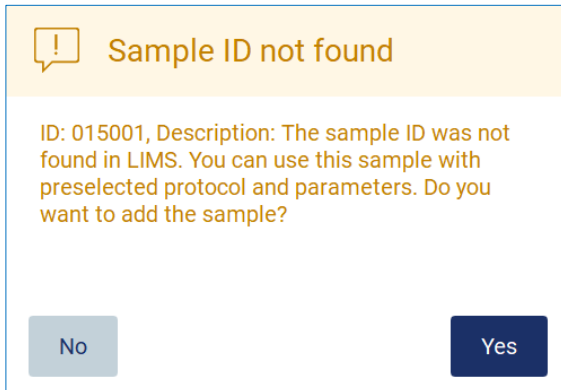 Sample ID not found
ID: 015001, Description: The sample ID was not
found in LIMS. You can use this sample with
preselected protocol and parameters. Do you
want to add the sample?
No
Yes